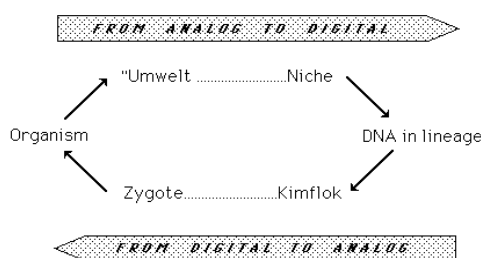 FROM ANALOG TO DIGITAL
"Umwelt ..........................Niche
Organism
DNA in lineage
Zygote...........................Kimflok
FROM DIGITAL TO ANALOG